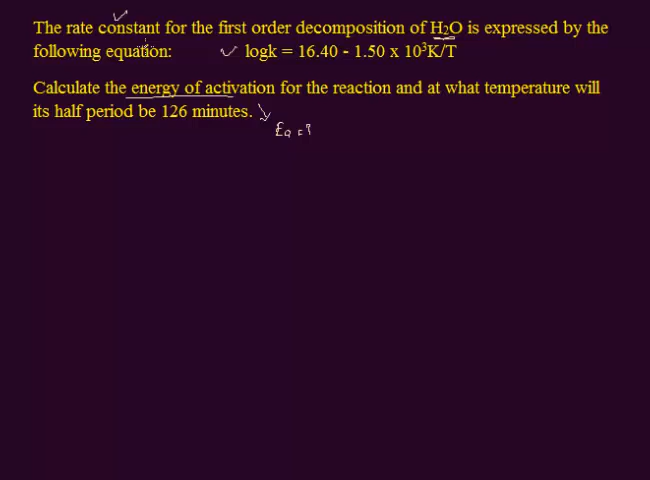 The rate constant for the first order decomposition of H₂O is expressed by the
following equation: logk = 16.40 - 1.50 x 10³K/T
Calculate the energy of activation for the reaction and at what temperature will
its half period be 126 minutes.
Ea = ?